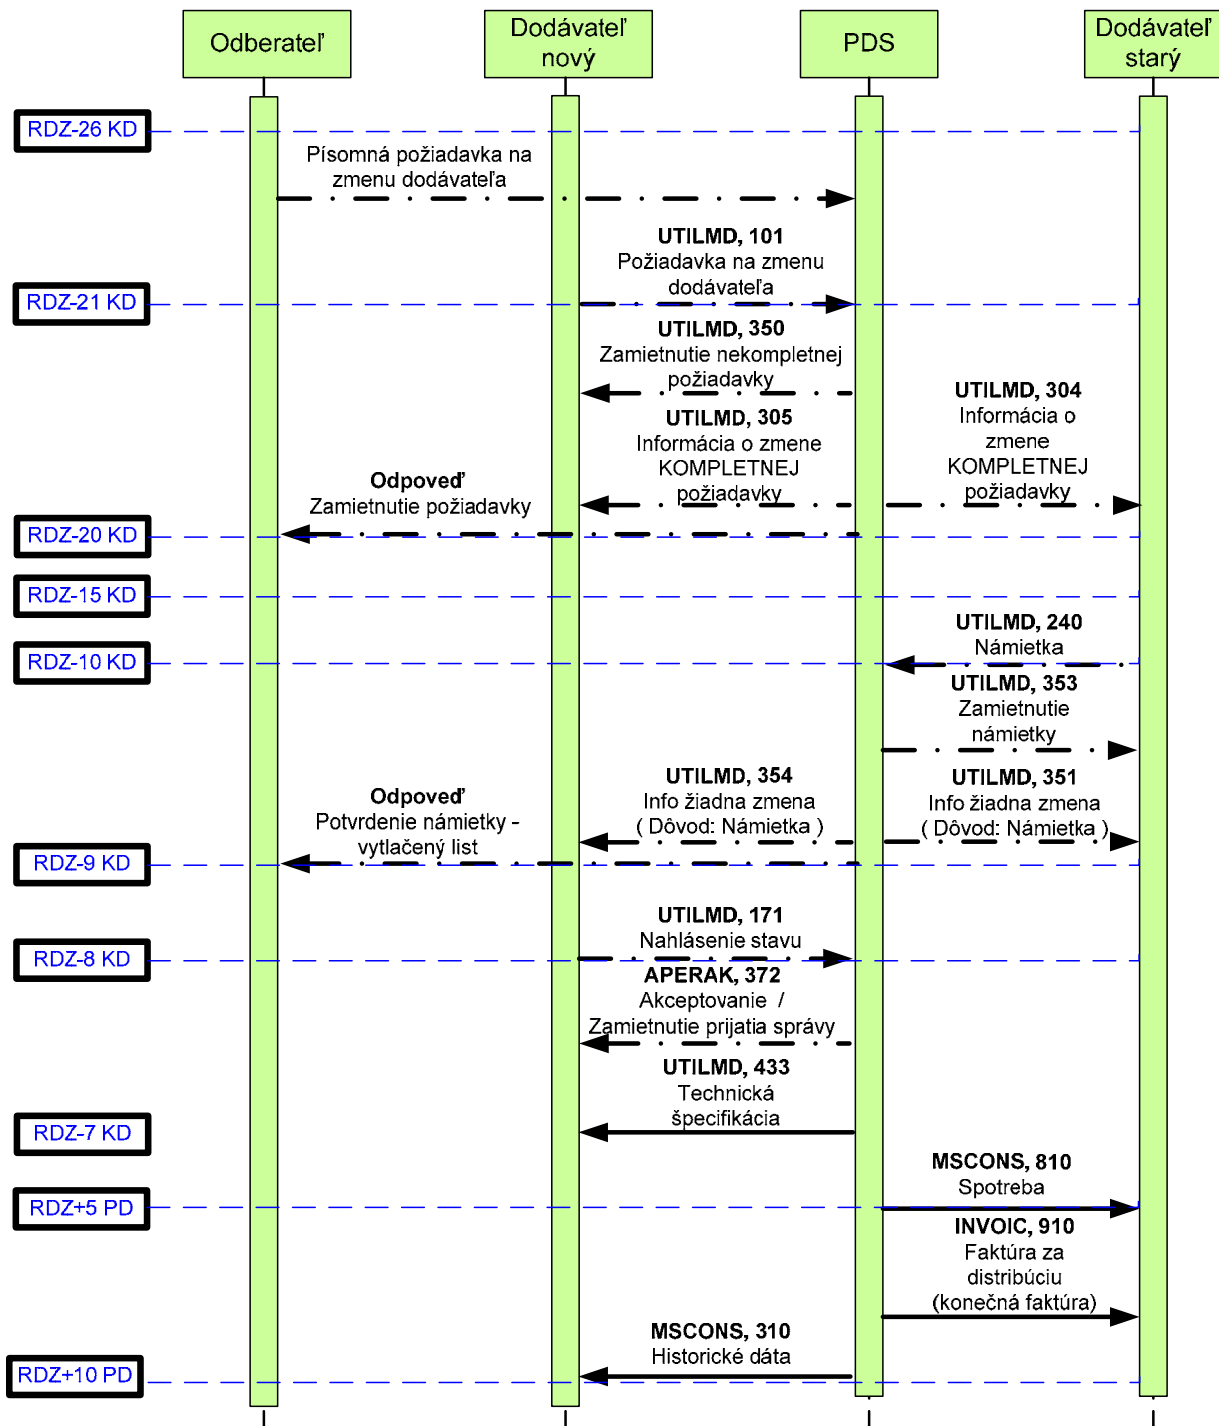 Odberateľ
Dodávateľ
nový
PDS
Dodávateľ
starý
RDZ-26 KD
Písomná požiadavka na
zmenu dodávateľa
UTILMD, 101
Požiadavka na zmenu
dodávateľa
RDZ-21 KD
UTILMD, 350
Zamietnutie nekompletnej
požiadavky
UTILMD, 304
Informácia o
zmene
KOMPLETNEJ
požiadavky
UTILMD, 305
Informácia o zmene
KOMPLETNEJ
požiadavky
Odpoveď
Zamietnutie požiadavky
RDZ-20 KD
RDZ-15 KD
UTILMD, 240
Námietka
RDZ-10 KD
UTILMD, 353
Zamietnutie
námietky
UTILMD, 354
Info žiadna zmena
( Dôvod: Námietka )
UTILMD, 351
Info žiadna zmena
( Dôvod: Námietka )
Odpoveď
Potvrdenie námietky -
vytlačený list
RDZ-9 KD
UTILMD, 171
Nahlásenie stavu
RDZ-8 KD
APERAK, 372
Akceptovanie /
Zamietnutie prijatia správy
UTILMD, 433
Technická
špecifikácia
RDZ-7 KD
MSCONS, 810
Spotreba
RDZ+5 PD
INVOIC, 910
Faktúra za
distribúciu
(konečná faktúra)
MSCONS, 310
Historické dáta
RDZ+10 PD